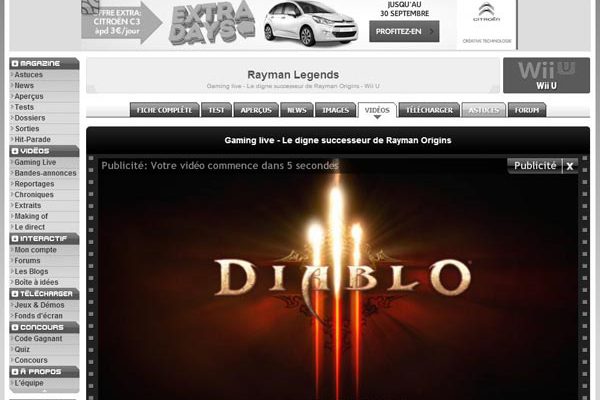 OFFRE EXTRA:
CITROËN C3
àpd 3€/jour
EXTRA
DAYS
JUSQU'AU
30 SEPTEMBRE
PROFITEZ-EN
CITROËN
CRÉATIVE TECHNOLOGIE
MAGAZINE
Astuces
News
Aperçus
Tests
Dossiers
Sorties
Hit-Parade
VIDÉOS
Gaming Live
Bandes-annonces
Reportages
Chroniques
Extraits
Making of
Le direct
INTERACTIF
Mon compte
Forums
Les Blogs
Boîte à idées
TÉLÉCHARGER
Jeux & Démos
Fonds d'écran
CONCOURS
Code Gagnant
Quiz
Concours
À PROPOS
L'équipe
Rayman Legends
Gaming live - Le digne successeur de Rayman Origins - Wii U
WiiU
Wii U
FICHE COMPLÈTE TEST APERÇUS NEWS IMAGES VIDÉOS TÉLÉCHARGER ASTUCES FORUM
Gaming live - Le digne successeur de Rayman Origins
Publicité: Votre vidéo commence dans 5 secondes
Publicité X
DIABLO